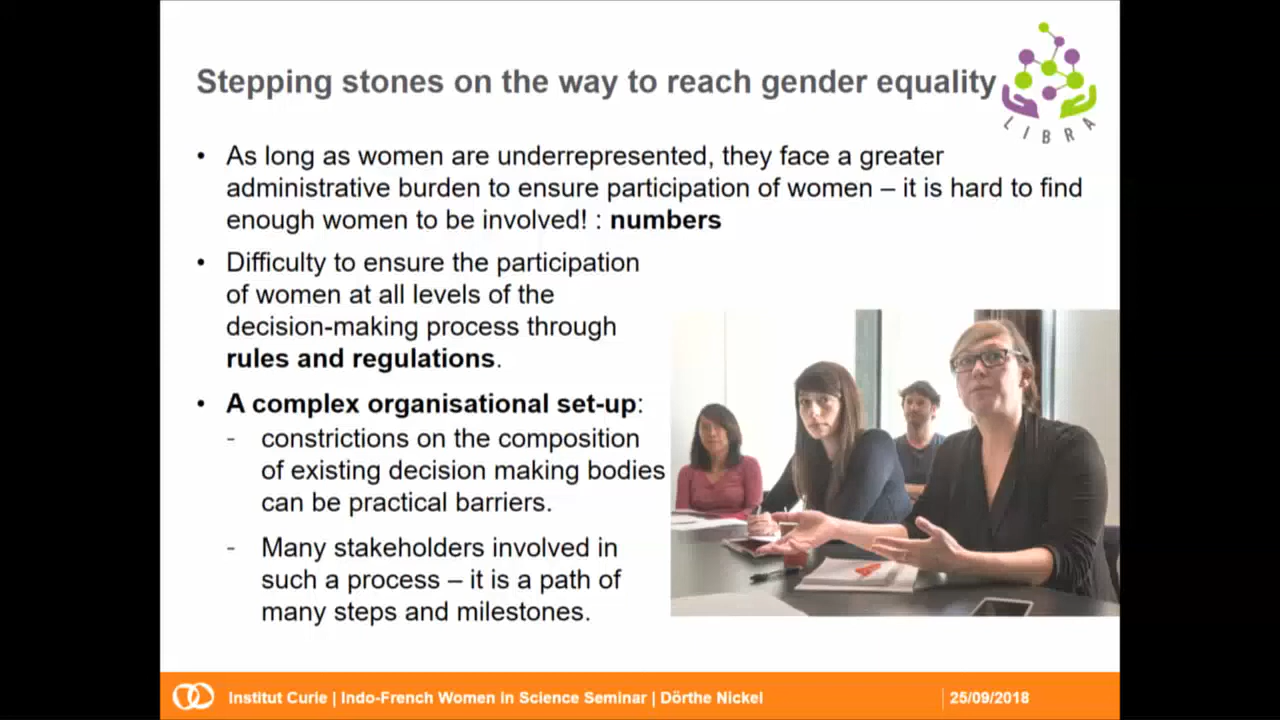 Stepping stones on the way to reach gender equality
LIBRA
• As long as women are underrepresented, they face a greater
administrative burden to ensure participation of women – it is hard to find
enough women to be involved! : numbers
• Difficulty to ensure the participation
of women at all levels of the
decision-making process through
rules and regulations.
• A complex organisational set-up:
- constrictions on the composition
of existing decision making bodies
can be practical barriers.
- Many stakeholders involved in
such a process – it is a path of
many steps and milestones.
Institut Curie | Indo-French Women in Science Seminar | Dörthe Nickel
25/09/2018